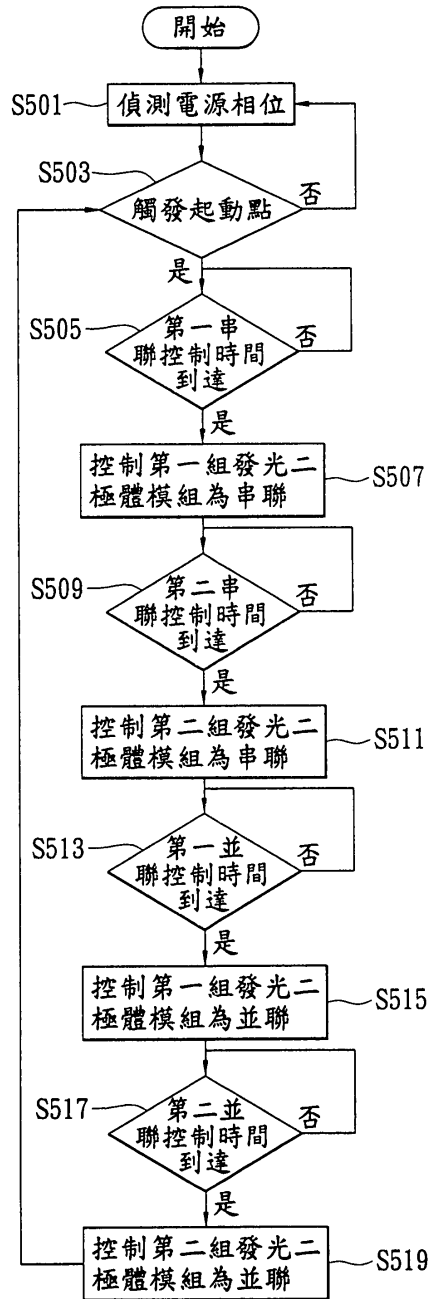 開始
S501
偵測電源相位
S503
觸發起動點
否
是
S505
第一串
聯控制時間
到達
否
是
控制第一組發光二
極體模組為串聯
S507
S509
第二串
聯控制時間
到達
否
是
控制第二組發光二
極體模組為串聯
S511
S513
第一並
聯控制時間
到達
否
是
控制第一組發光二
極體模組為並聯
S515
S517
第二並
聯控制時間
到達
否
是
控制第二組發光二
極體模組為並聯
S519